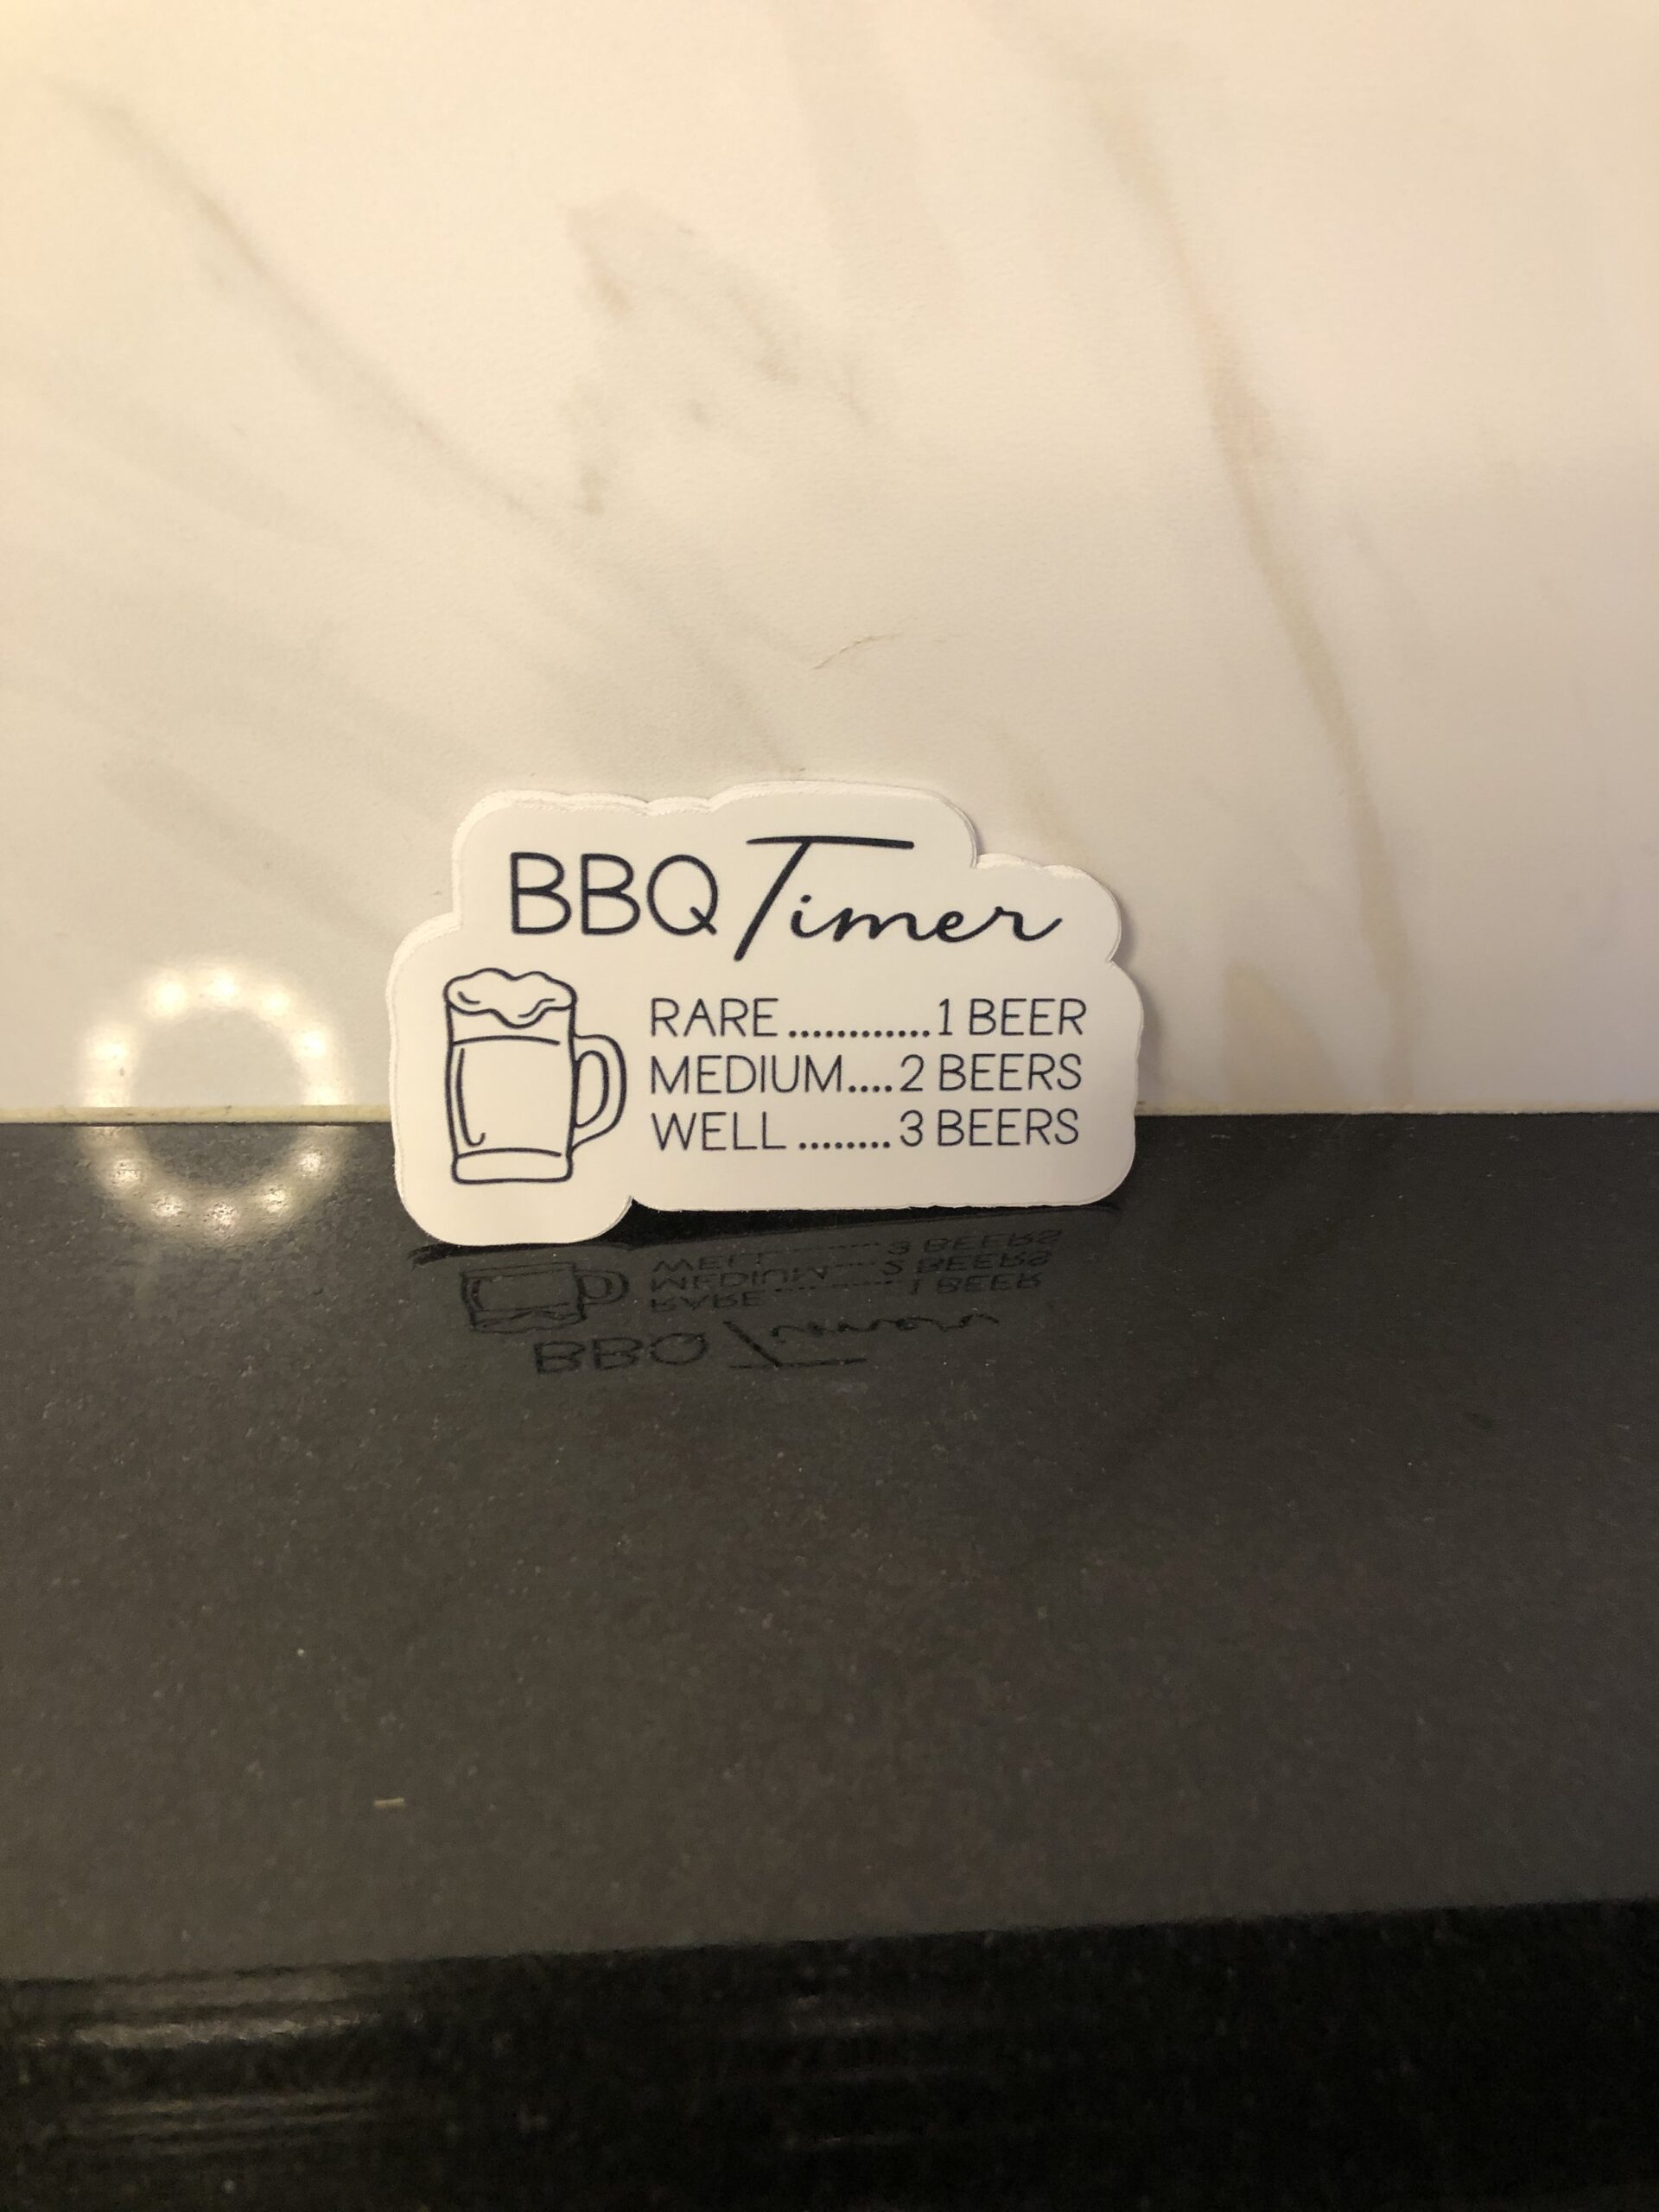 BBQ Timer
RARE ............1 BEER
MEDIUM....2 BEERS
WELL ........3 BEERS